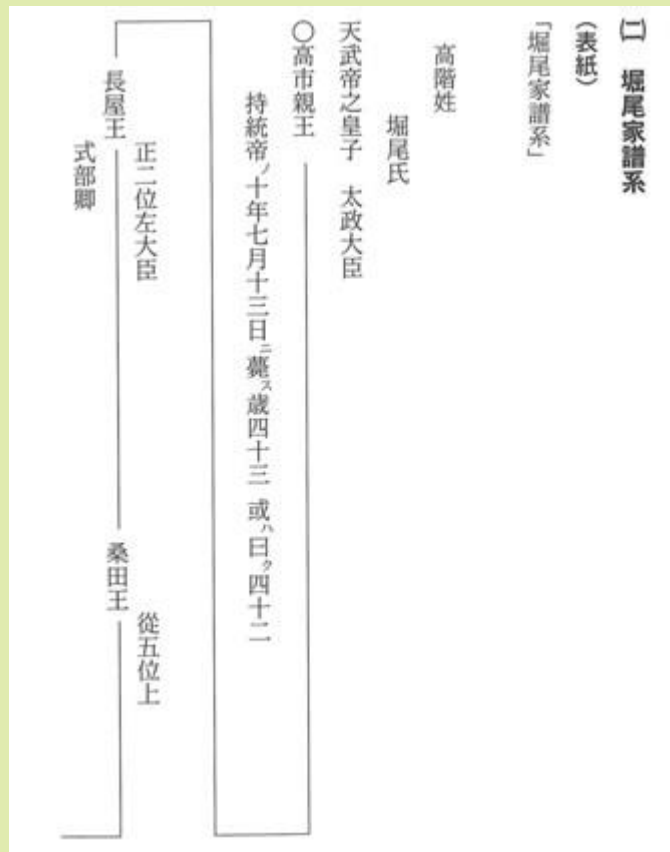 ㈡ 堀尾家譜系
（表紙）
「堀尾家譜系」
高階姓
堀尾氏
天武帝之皇子 太政大臣
○高市親王
持統帝ノ十年七月十三日ニ薨ス歳四十三 或ハ曰ク四十二
正二位左大臣
長屋王
式部卿
從五位上
桑田王